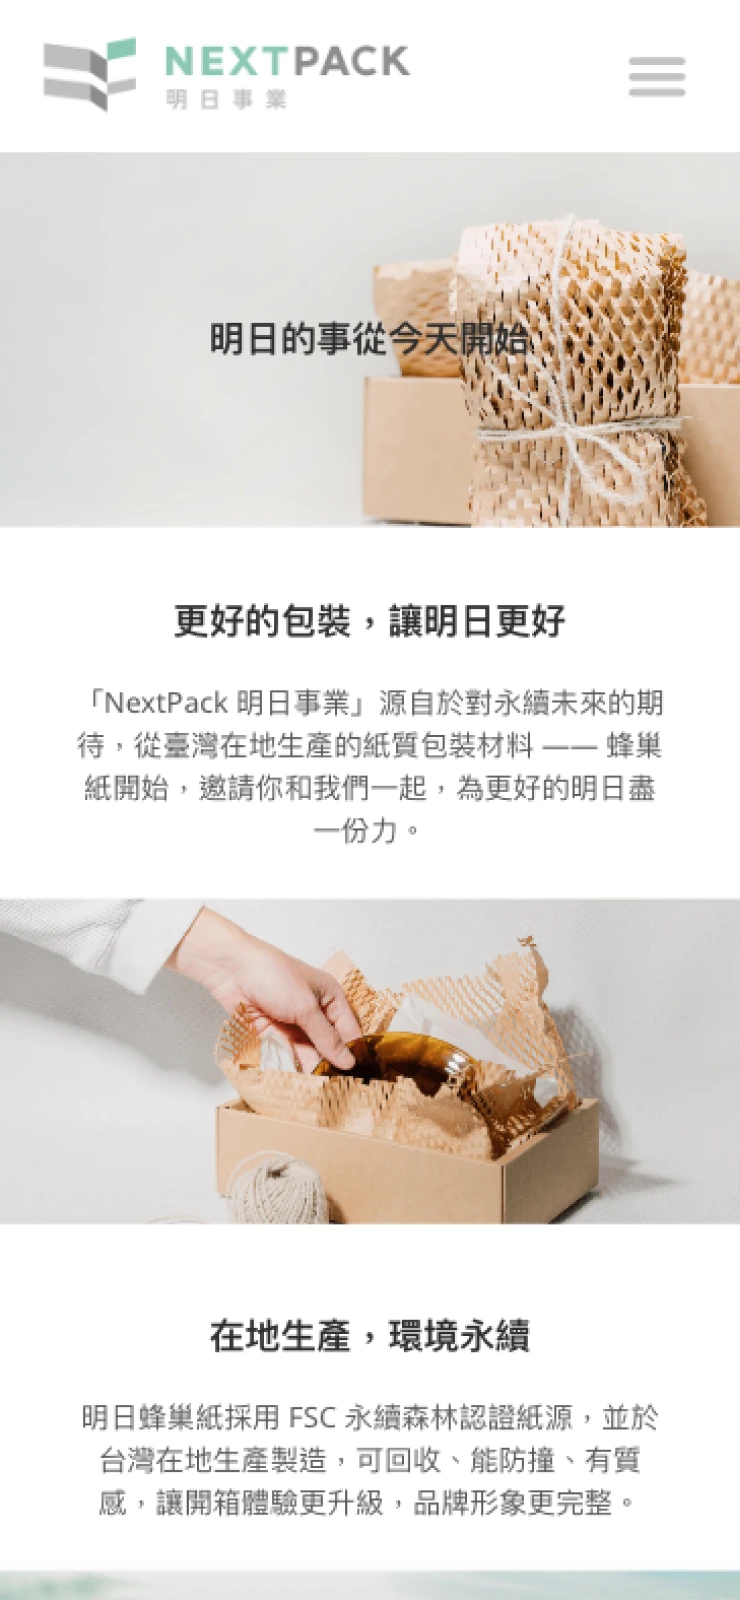 NEXTPACK
明日事業
明日的事從今天開始
更好的包裝，讓明日更好
「NextPack 明日事業」源自於對永續未來的期
待，從臺灣在地生產的紙質包裝材料 —— 蜂巢
紙開始，邀請你和我們一起，為更好的明日盡
一份力。
在地生產，環境永續
明日蜂巢紙採用 FSC 永續森林認證紙源，並於
台灣在地生產製造，可回收、能防撞、有質
感，讓開箱體驗更升級，品牌形象更完整。